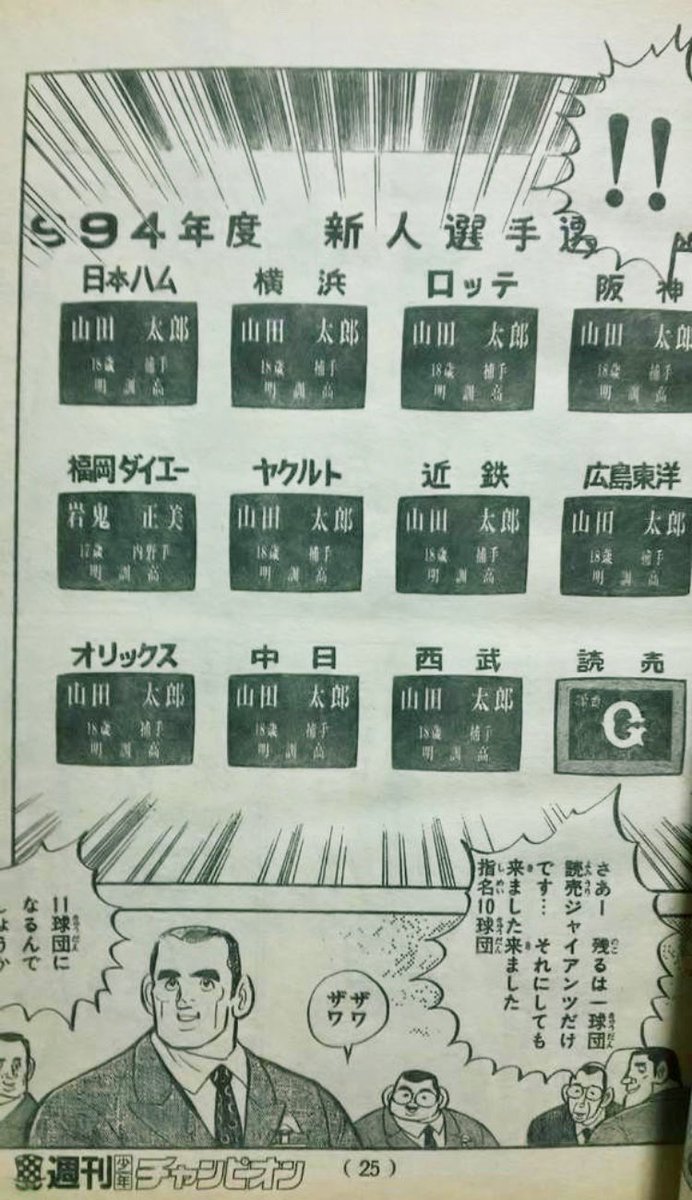 !!
994年度 新人選手選
日本ハム 横浜 ロッテ 阪神
山田 太郎 山田 太郎 山田 太郎 山田 太郎
18歳 捕手 18歳 捕手 18歳 捕手 18歳 捕手
明訓高 明訓高 明訓高 明訓高
福岡ダイエー ヤクルト 近鉄 広島東洋
岩鬼 正美 山田 太郎 山田 太郎 山田 太郎
17歳 内野手 18歳 捕手 18歳 捕手 18歳 捕手
明訓高 明訓高 明訓高 明訓高
オリックス 中日 西武 読売
山田 太郎 山田 太郎 山田 太郎 G
18歳 捕手 18歳 捕手 18歳 捕手
明訓高 明訓高 明訓高
さあー 残るは一球団
読売ジャイアンツだけ
です… それにしても
来ました来ました
指名10球団
ザワ
ザワ
11球団に
なるんで
しょうか
週刊少年チャンピオン (25)